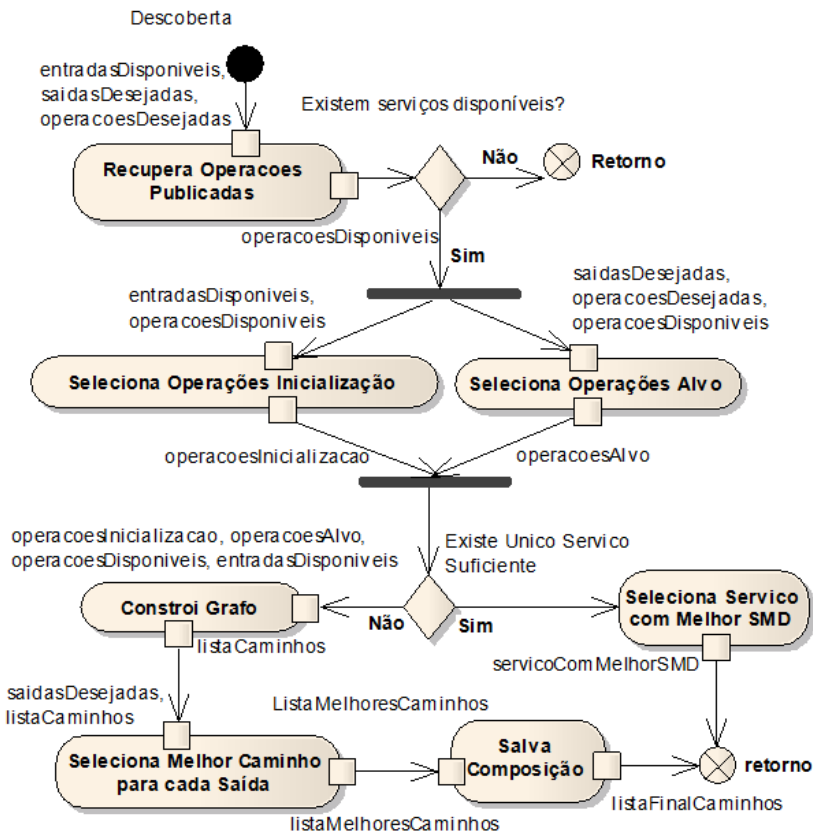 Descoberta
entradasDisponiveis,
saidasDesejadas,
operacoesDesejadas
Existem serviços disponíveis?
Recupera Operacoes
Publicadas
Não
Retorno
operacoesDisponiveis
Sim
entradasDisponiveis,
operacoesDisponiveis
saidasDesejadas,
operacoesDesejadas,
operacoesDisponiveis
Seleciona Operações Inicialização
Seleciona Operações Alvo
operacoesInicializacao
operacoesAlvo
operacoesInicializacao, operacoesAlvo,
operacoesDisponiveis, entradasDisponiveis
Existe Unico Servico
Suficiente
Constroi Grafo
Não
Sim
Seleciona Servico
com Melhor SMD
listaCaminhos
servicoComMelhorSMD
saidasDesejadas,
listaCaminhos
ListaMelhoresCaminhos
Seleciona Melhor Caminho
para cada Saída
Salva
Composição
retorno
listaMelhoresCaminhos
listaFinalCaminhos